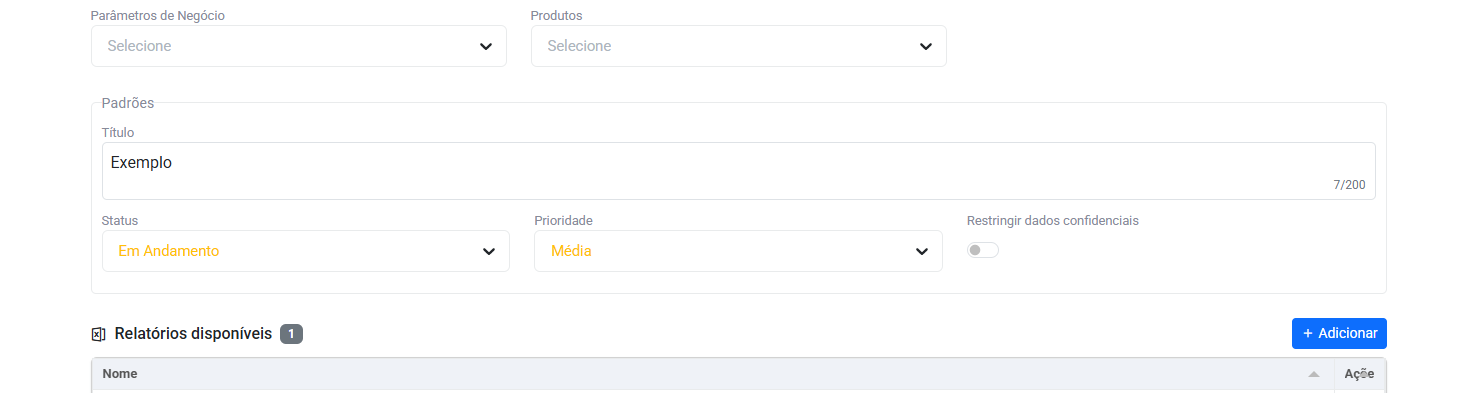 Parâmetros de Negócio Produtos
Selecione Selecione
Padrões
Título
Exemplo
7/200
Status Prioridade Restringir dados confidenciais
Em Andamento Média
Relatórios disponíveis 1 + Adicionar
Nome Açõe